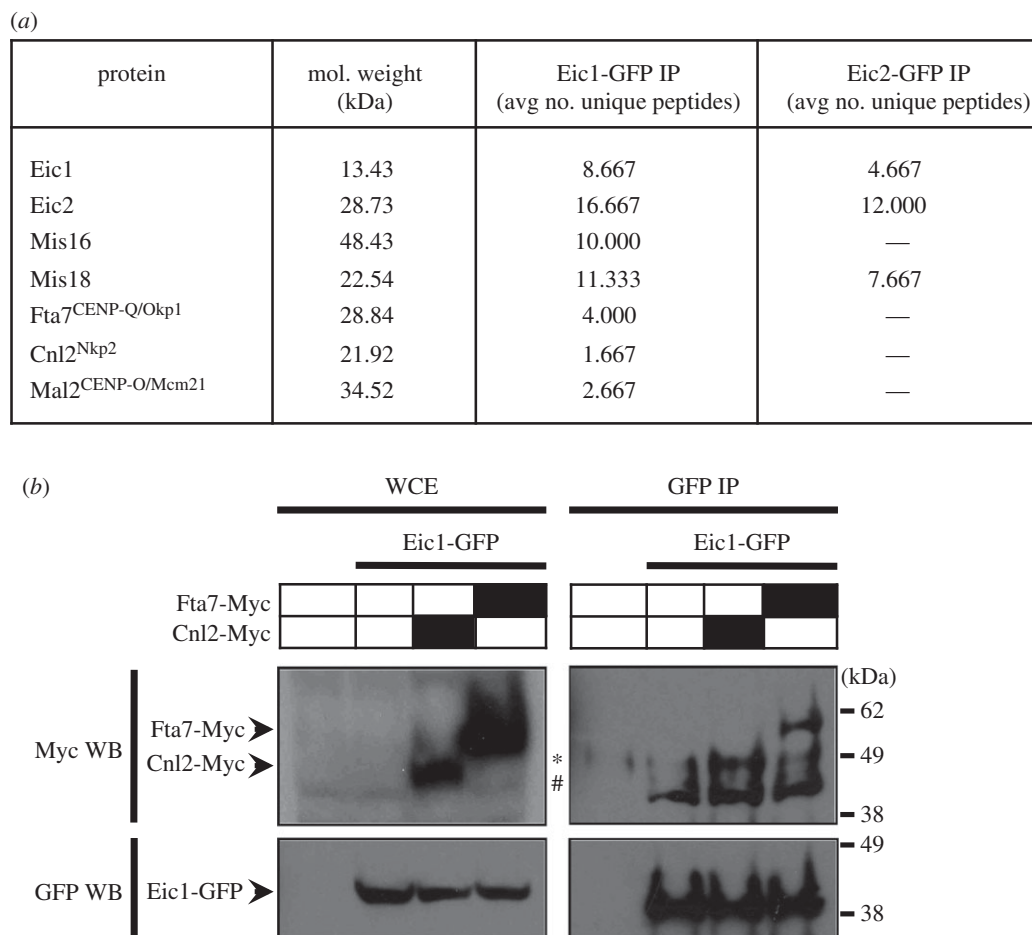 (a)
protein mol. weight (kDa) Eic1-GFP IP (avg no. unique peptides) Eic2-GFP IP (avg no. unique peptides)
Eic1 13.43 8.667 4.667
Eic2 28.73 16.667 12.000
Mis16 48.43 10.000 —
Mis18 22.54 11.333 7.667
Fta7CENP-Q/Okp1 28.84 4.000 —
Cnl2Nkp2 21.92 1.667 —
Mal2CENP-O/Mcm21 34.52 2.667 —
(b)
WCE GFP IP
Eic1-GFP Eic1-GFP
Fta7-Myc
Cnl2-Myc
(kDa)
Myc WB
Fta7-Myc
Cnl2-Myc
*
#
62
49
38
GFP WB
Eic1-GFP
49
38